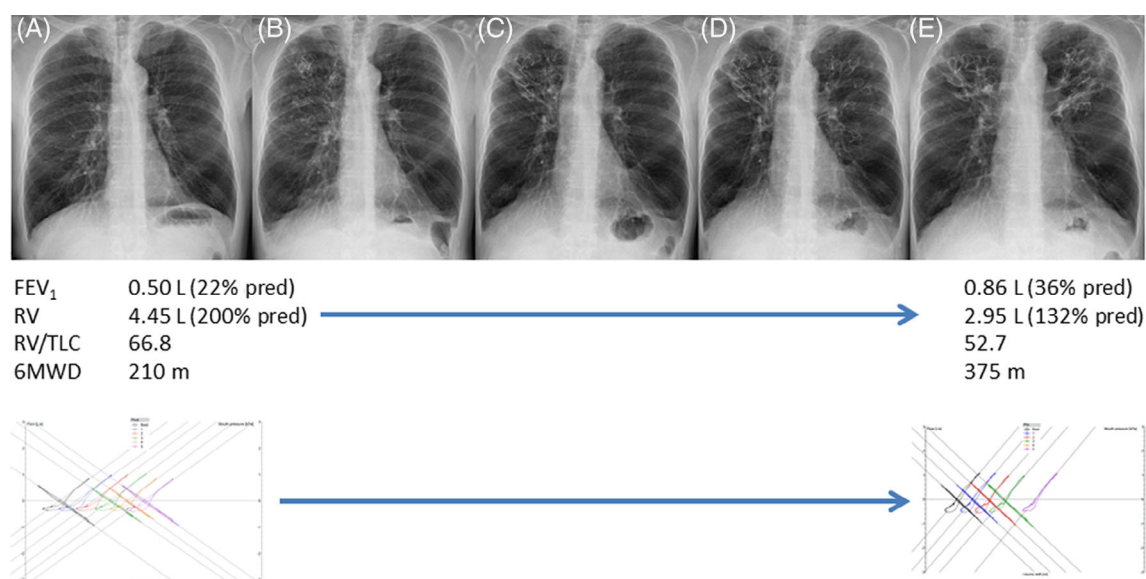 (A) (B) (C) (D) (E)
FEV1 0.50 L (22% pred) 0.86 L (36% pred)
RV 4.45 L (200% pred) 2.95 L (132% pred)
RV/TLC 66.8 52.7
6MWD 210 m 375 m